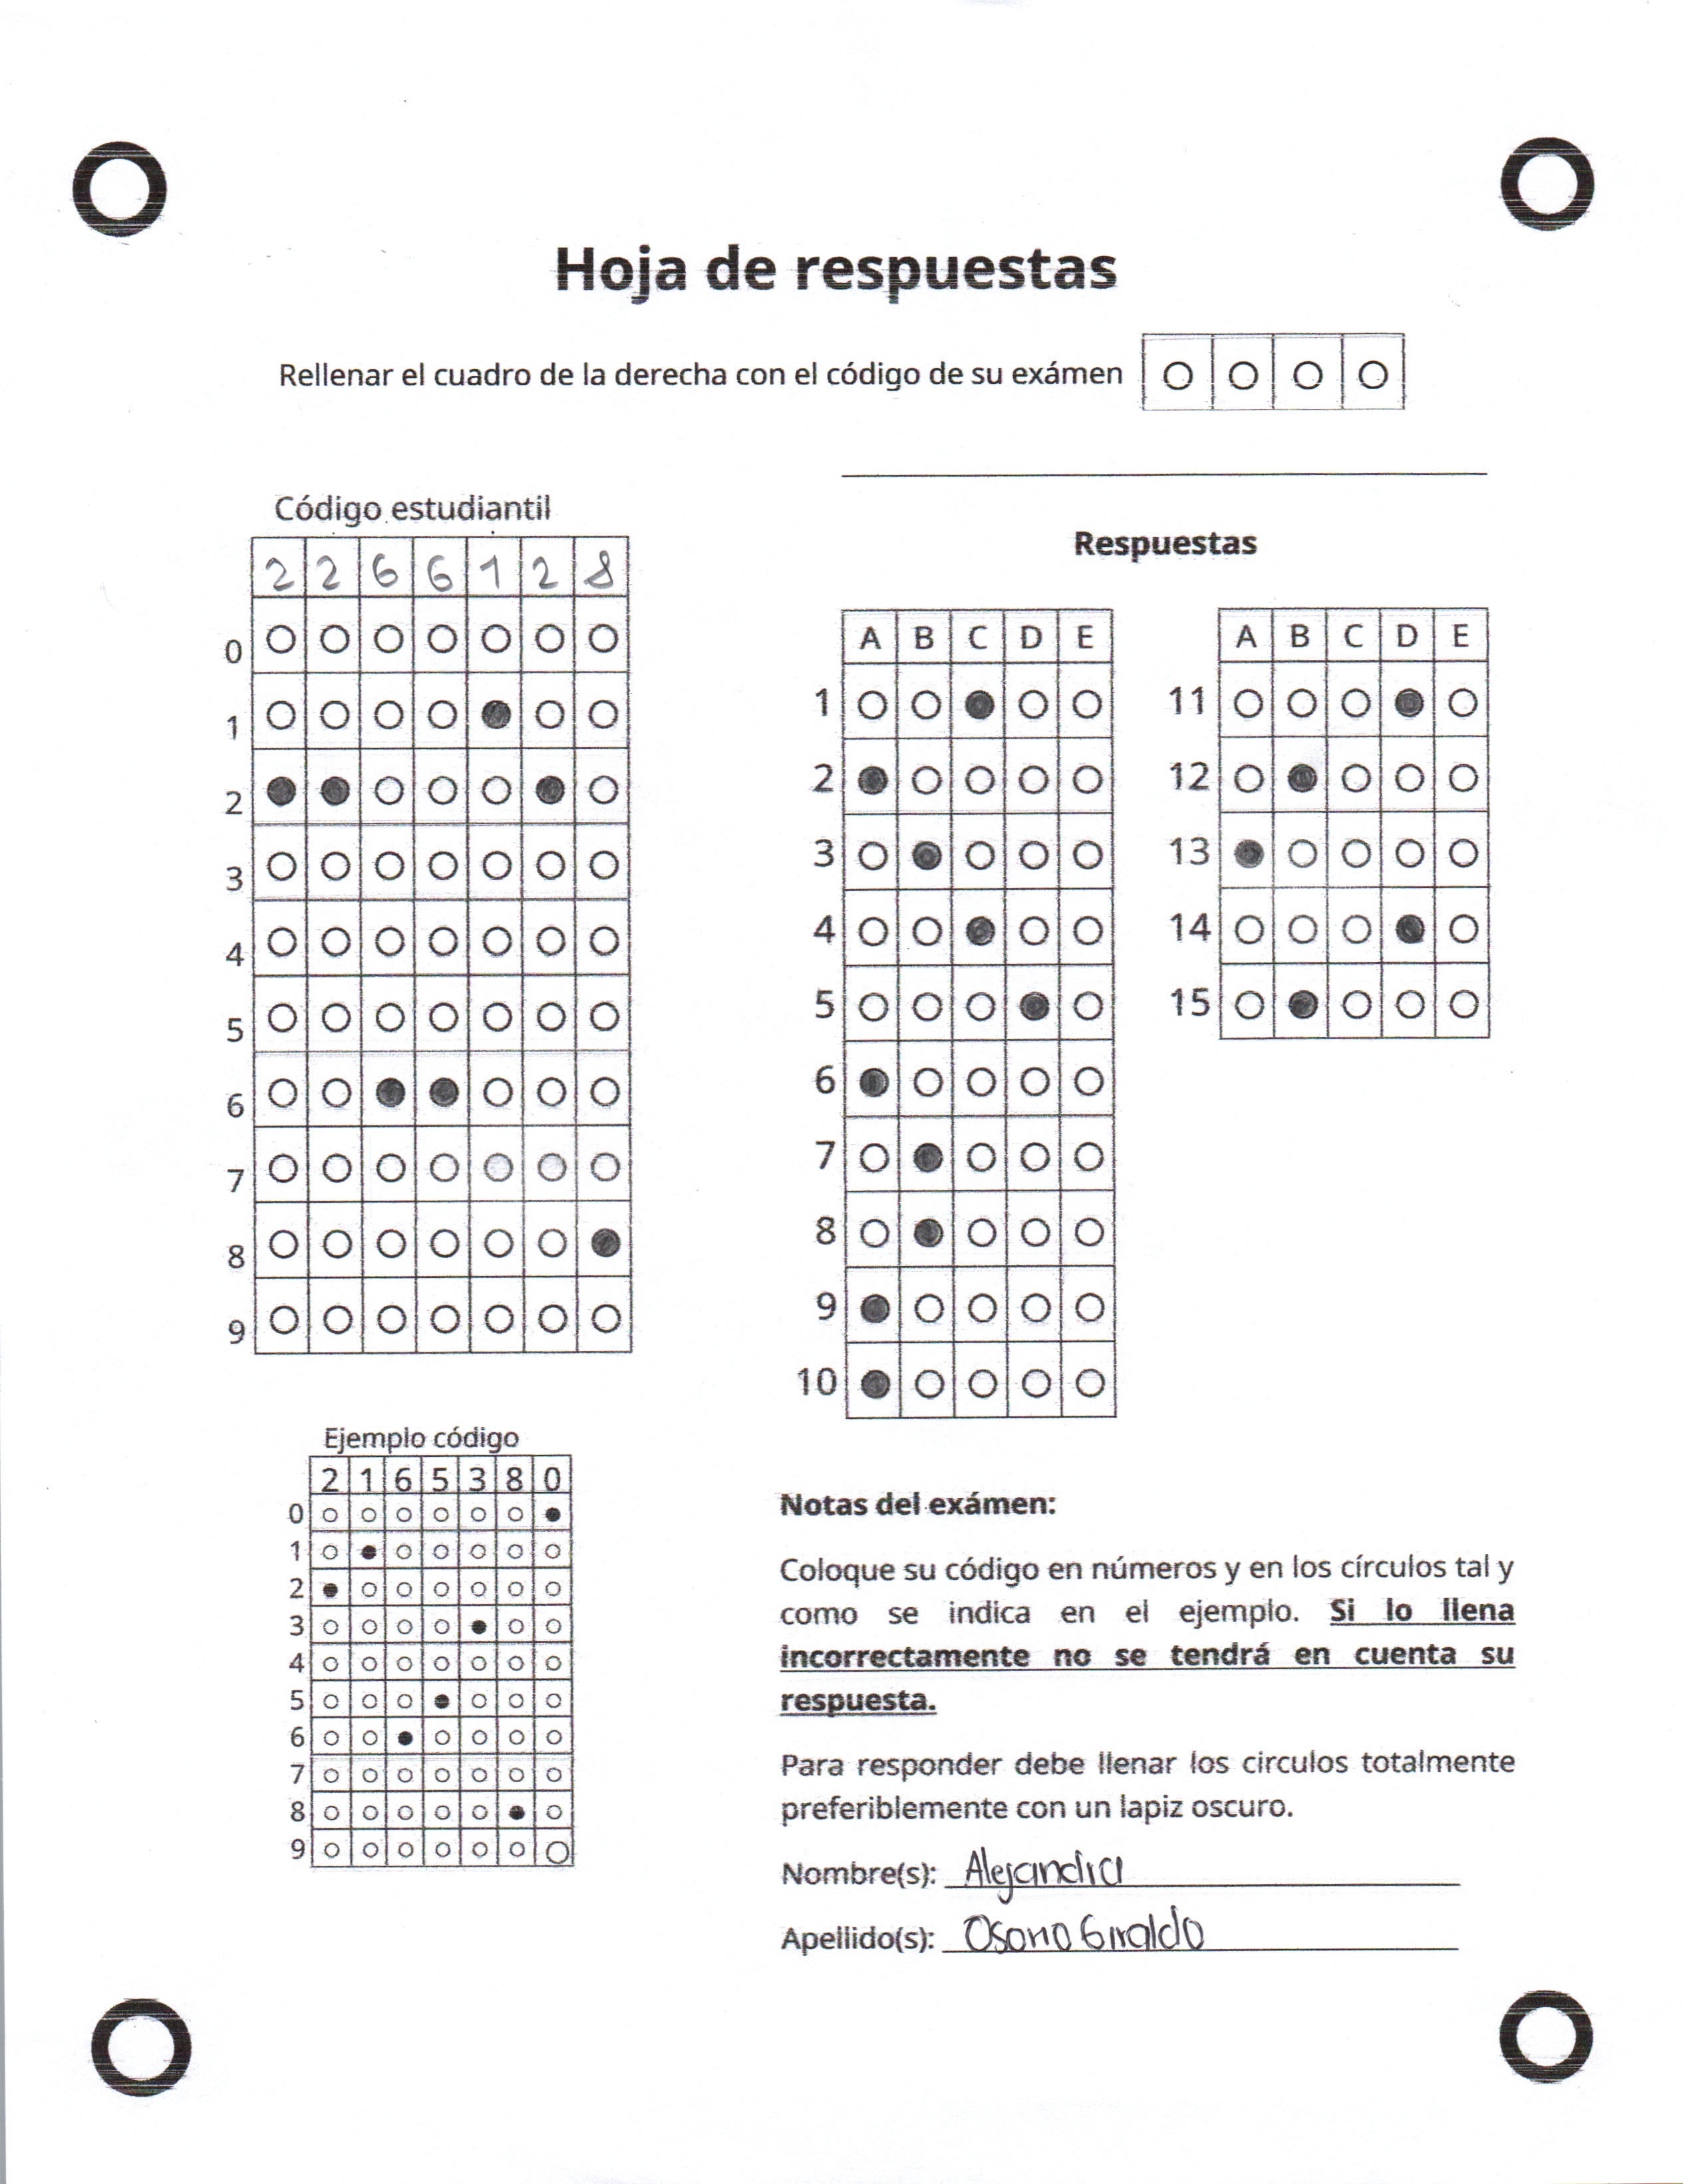 Hoja de respuestas
Rellenar el cuadro de la derecha con el código de su exámen
Código estudiantil
2 2 6 6 1 2 8
0
1
2
3
4
5
6
7
8
9
Ejemplo código
2 1 6 5 3 8 0
0
1
2
3
4
5
6
7
8
9
Respuestas
A B C D E
1
2
3
4
5
6
7
8
9
10
A B C D E
11
12
13
14
15
Notas del exámen:
Coloque su código en números y en los círculos tal y
como se indica en el ejemplo. Si lo llena
incorrectamente no se tendrá en cuenta su
respuesta.
Para responder debe llenar los circulos totalmente
preferiblemente con un lapiz oscuro.
Nombre(s): Alejandra
Apellido(s): Osorio Giraldo